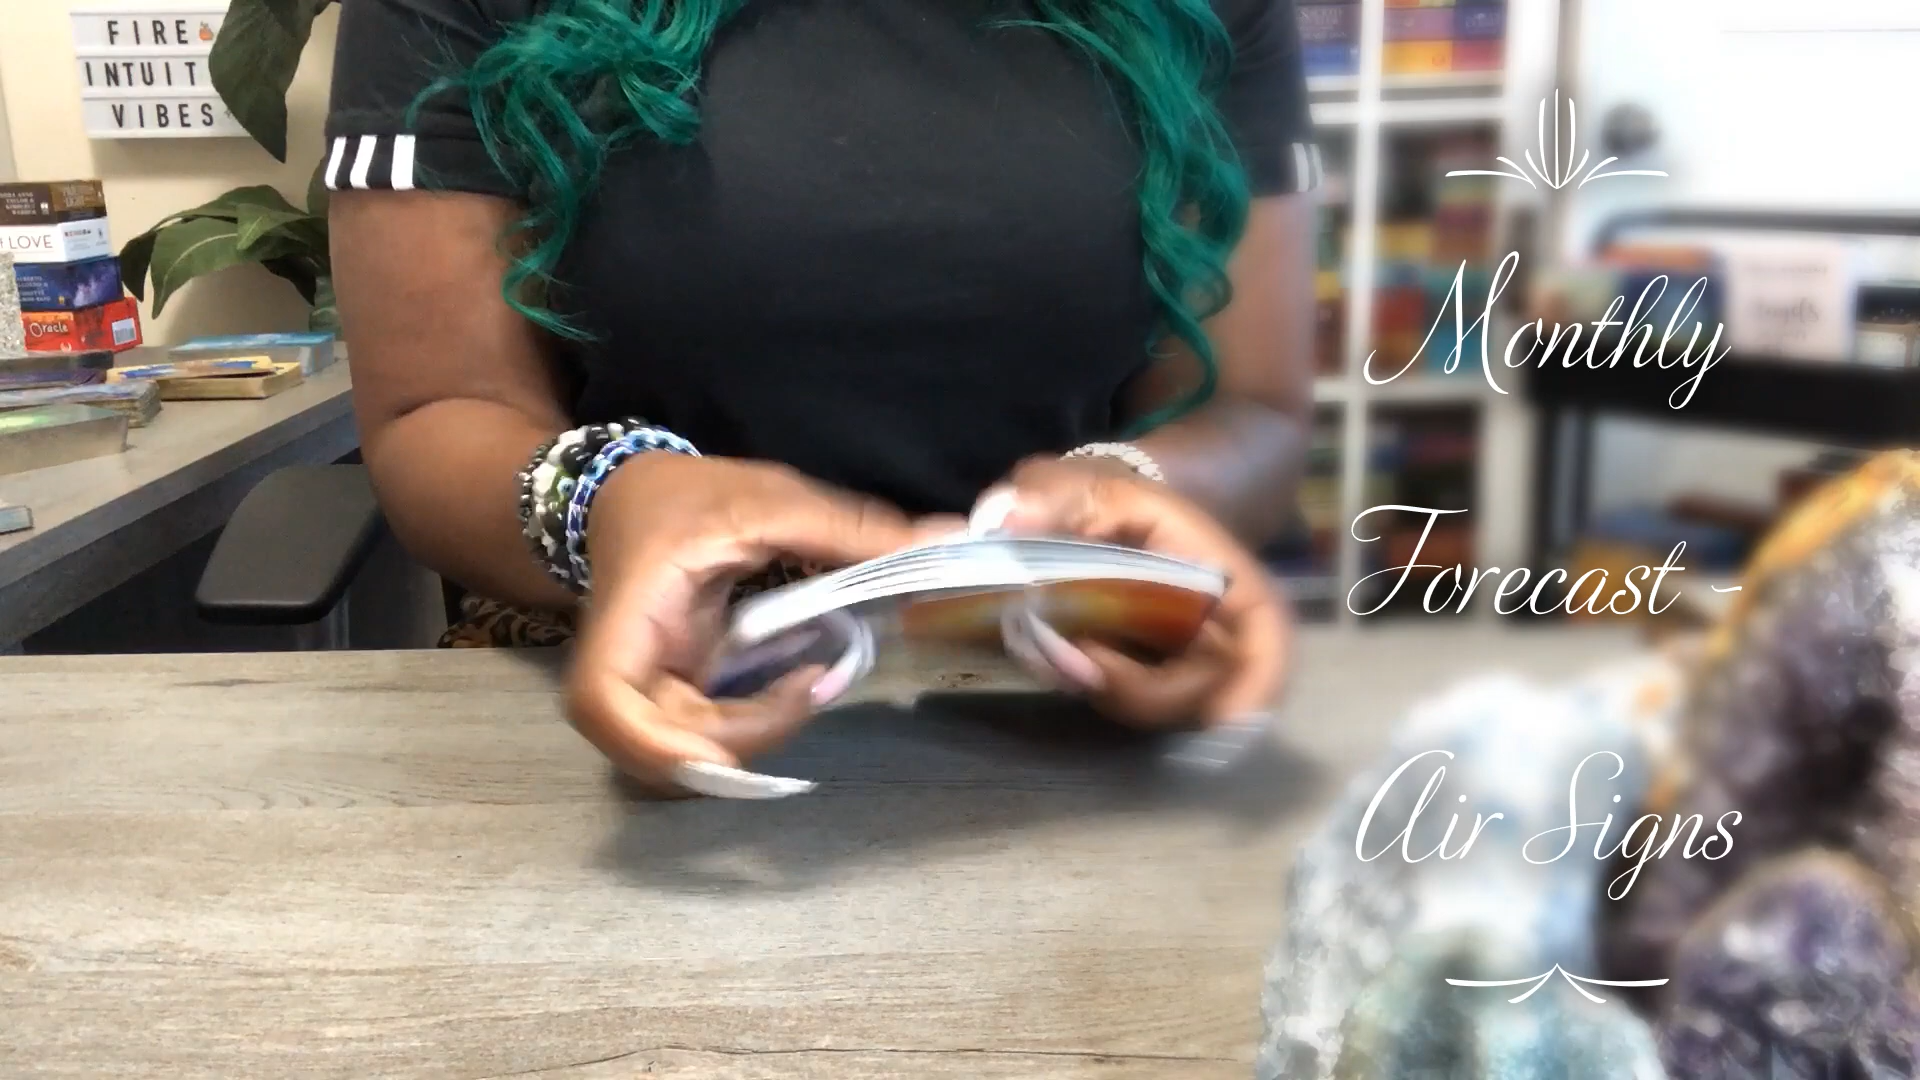 FIRE
INTUIT
VIBES
LOVE
Oracle
Monthly
Forecast -
Air Signs